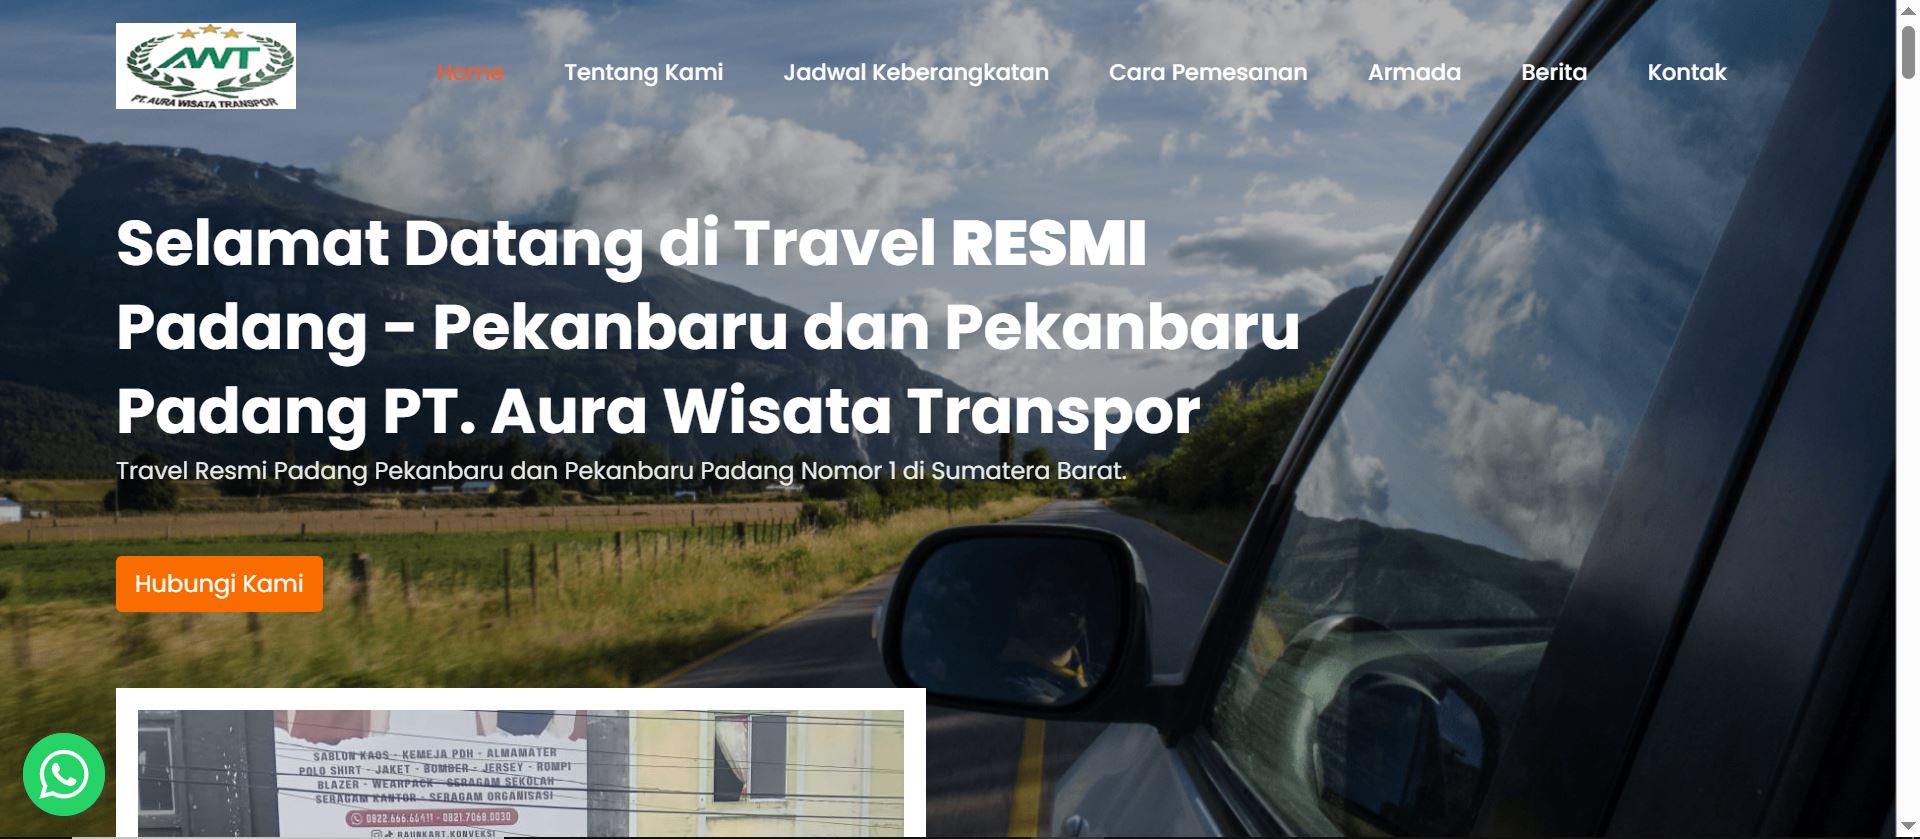 AWT
PT. AURA WISATA TRANSPOR
Home
Tentang Kami
Jadwal Keberangkatan
Cara Pemesanan
Armada
Berita
Kontak
Selamat Datang di Travel RESMI
Padang - Pekanbaru dan Pekanbaru
Padang PT. Aura Wisata Transpor
Travel Resmi Padang Pekanbaru dan Pekanbaru Padang Nomor 1 di Sumatera Barat.
Hubungi Kami
SABLON KAOS - KEMEJA PDH - ALMAMATER
POLO SHIRT - JAKET - BOMBER - JERSEY - ROMPI
BLAZER - WEARPACK - SERAGAM SEKOLAH
SERAGAM KANTOR - SERAGAM ORGANISASI
0821.7068.0030